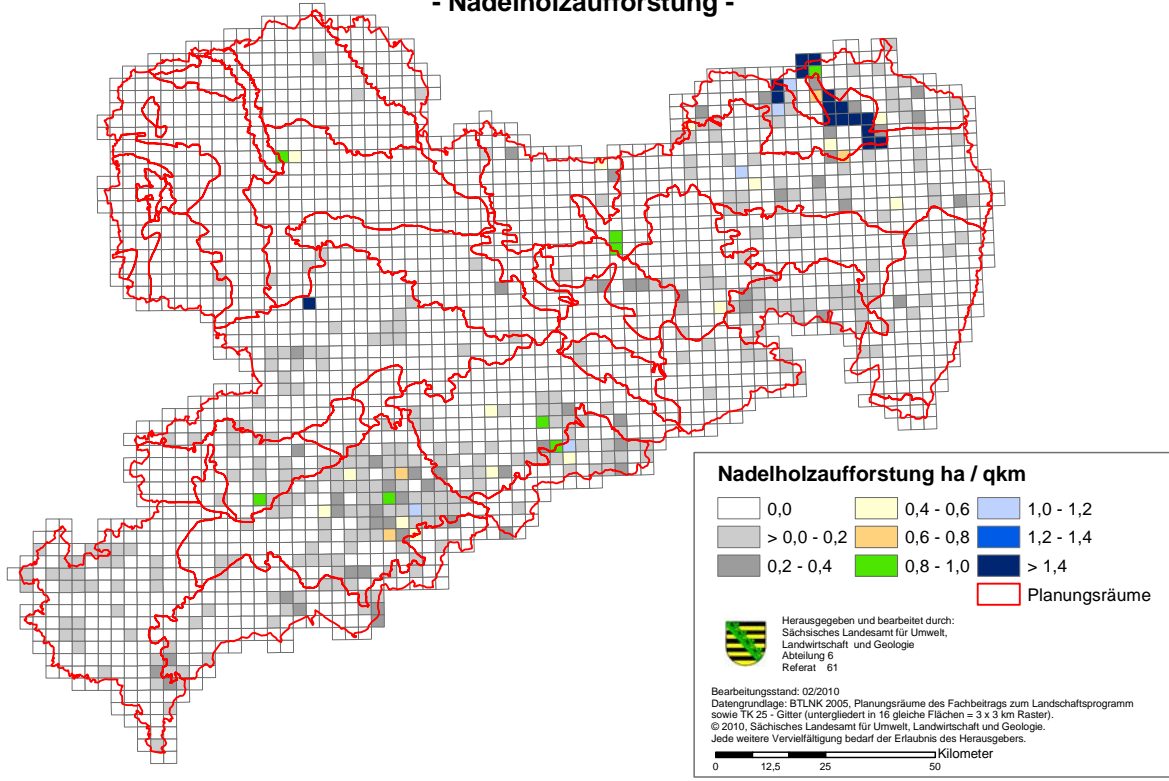 - Nadelholzaufforstung -
Nadelholzaufforstung ha / qkm
0,0 0,4 - 0,6 1,0 - 1,2
> 0,0 - 0,2 0,6 - 0,8 1,2 - 1,4
0,2 - 0,4 0,8 - 1,0 > 1,4
Planungsräume
Herausgegeben und bearbeitet durch:
Sächsisches Landesamt für Umwelt,
Landwirtschaft und Geologie
Abteilung 6
Referat 61
Bearbeitungsstand: 02/2010
Datengrundlage: BTLNK 2005, Planungsräume des Fachbeitrags zum Landschaftsprogramm
sowie TK 25 - Gitter (untergliedert in 16 gleiche Flächen = 3 x 3 km Raster).
© 2010, Sächisches Landesamt für Umwelt, Landwirtschaft und Geologie.
Jede weitere Vervielfältigung bedarf der Erlaubnis des Herausgebers.
Kilometer
0 12,5 25 50